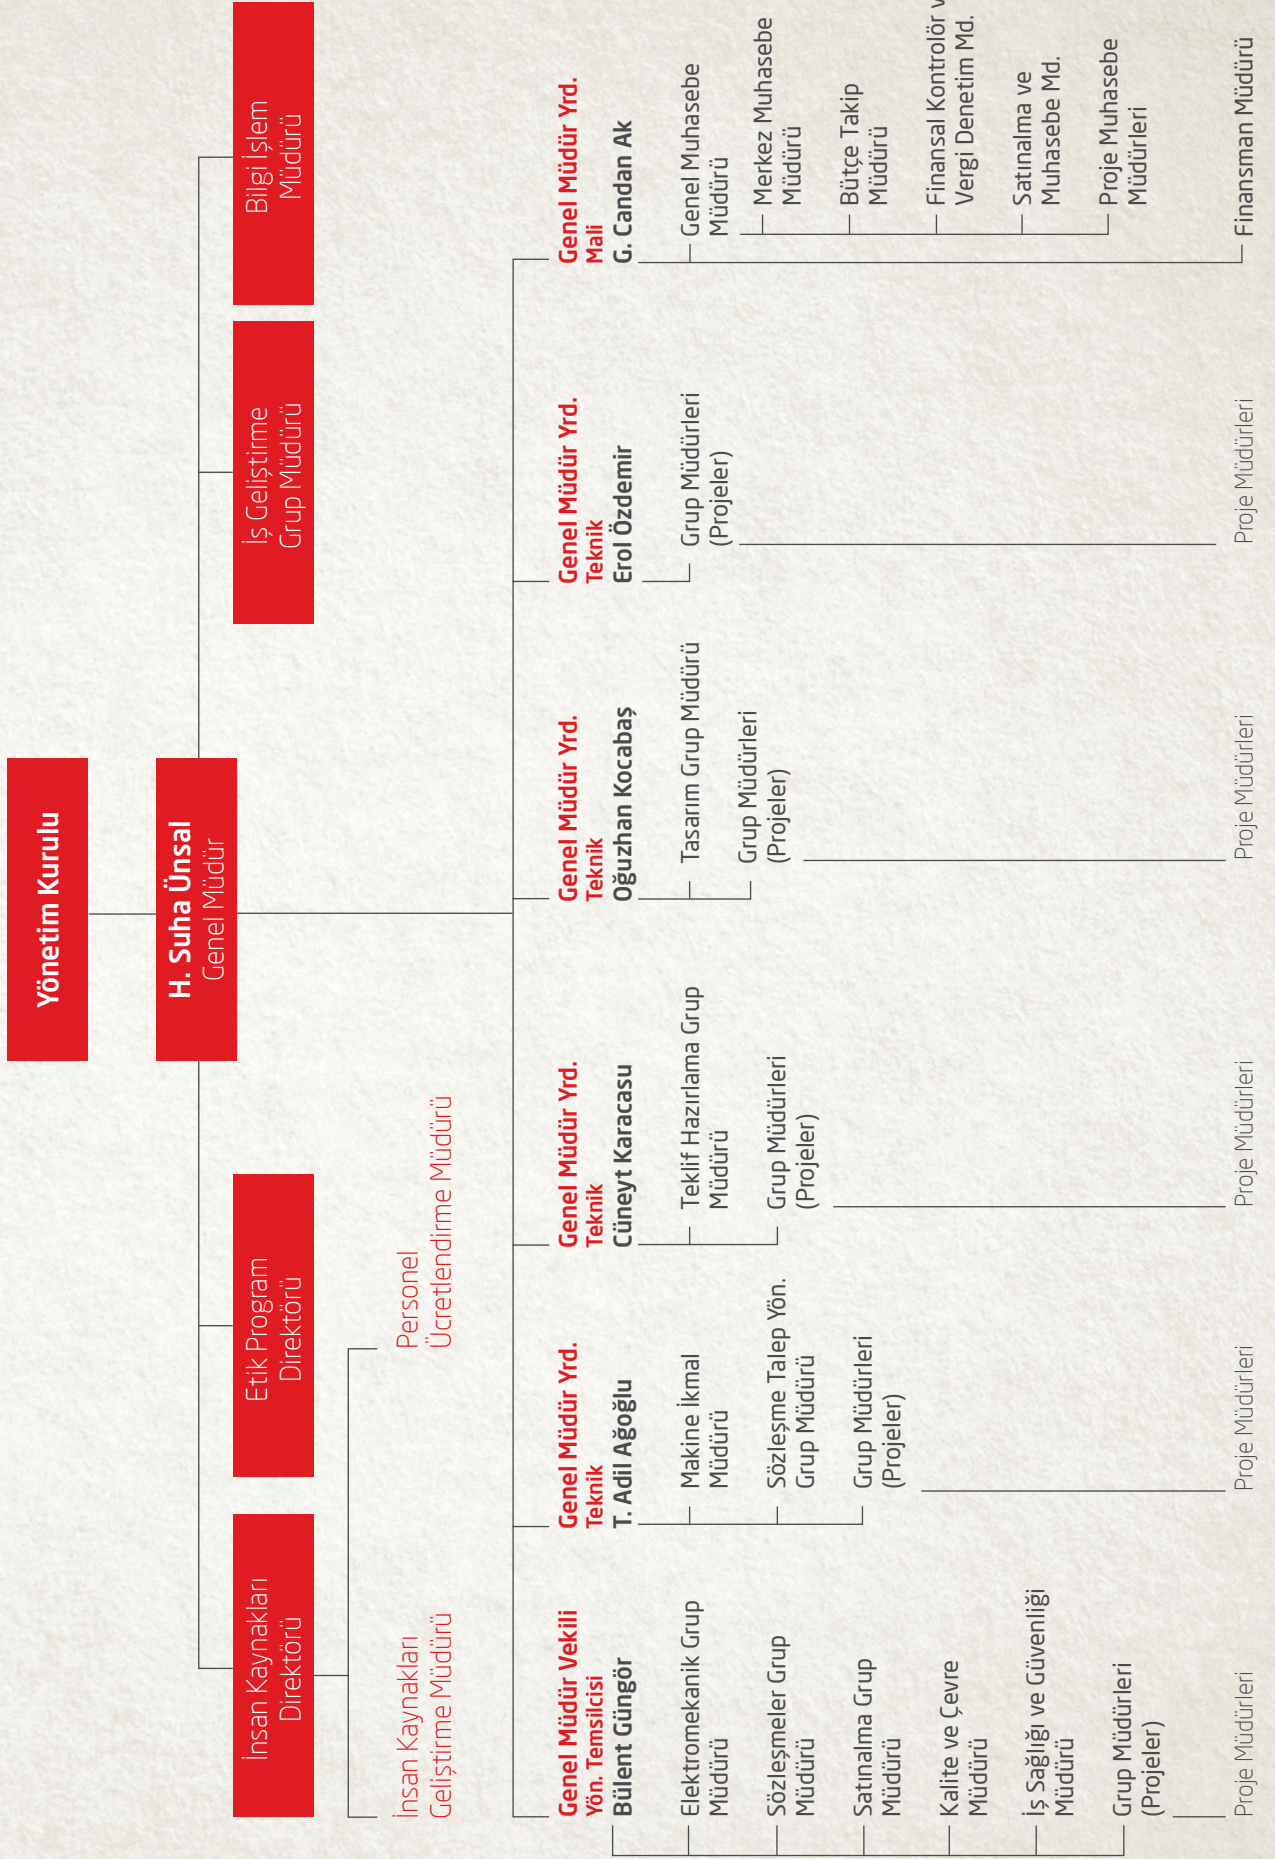 Yönetim Kurulu
H. Suha Ünsal
Genel Müdür
İnsan Kaynakları
Direktörü
Etik Program
Direktörü
İş Geliştirme
Grup Müdürü
Bilgi İşlem
Müdürü
İnsan Kaynakları
Geliştirme Müdürü
Personel
Ücretlendirme Müdürü
Genel Müdür Vekili
Yön. Temsilcisi
Bülent Güngör
Elektromekanik Grup
Müdürü
Sözleşmeler Grup
Müdürü
Satınalma Grup
Müdürü
Kalite ve Çevre
Müdürü
İş Sağlığı ve Güvenliği
Müdürü
Grup Müdürleri
(Projeler)
Proje Müdürleri
Genel Müdür Yrd.
Teknik
T. Adil Ağoğlu
Makine İkmal
Müdürü
Sözleşme Talep Yön.
Grup Müdürü
Grup Müdürleri
(Projeler)
Proje Müdürleri
Genel Müdür Yrd.
Teknik
Cüneyt Karacasu
Teklif Hazırlama Grup
Müdürü
Grup Müdürleri
(Projeler)
Proje Müdürleri
Genel Müdür Yrd.
Teknik
Oğuzhan Kocabaş
Tasarım Grup Müdürü
Grup Müdürleri
(Projeler)
Proje Müdürleri
Genel Müdür Yrd.
Teknik
Erol Özdemir
Grup Müdürleri
(Projeler)
Proje Müdürleri
Genel Müdür Yrd.
Mali
G. Candan Ak
Genel Muhasebe
Müdürü
Merkez Muhasebe
Müdürü
Bütçe Takip
Müdürü
Finansal Kontrolör
Vergi Denetim Md.
Satınalma ve
Muhasebe Md.
Proje Muhasebe
Müdürleri
Finansman Müdürü